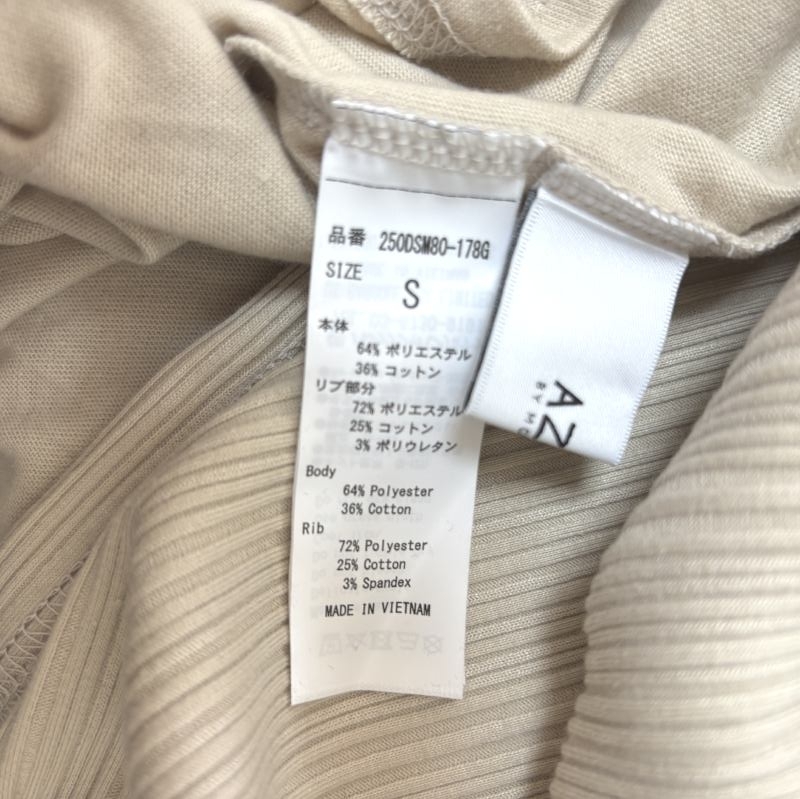 品番 250DSM80-178G
SIZE
S
本体
64% ポリエステル
36% コットン
リブ部分
72% ポリエステル
25% コットン
3% ポリウレタン
Body
64% Polyester
36% Cotton
Rib
72% Polyester
25% Cotton
3% Spandex
MADE IN VIETNAM
AZ
BY MO